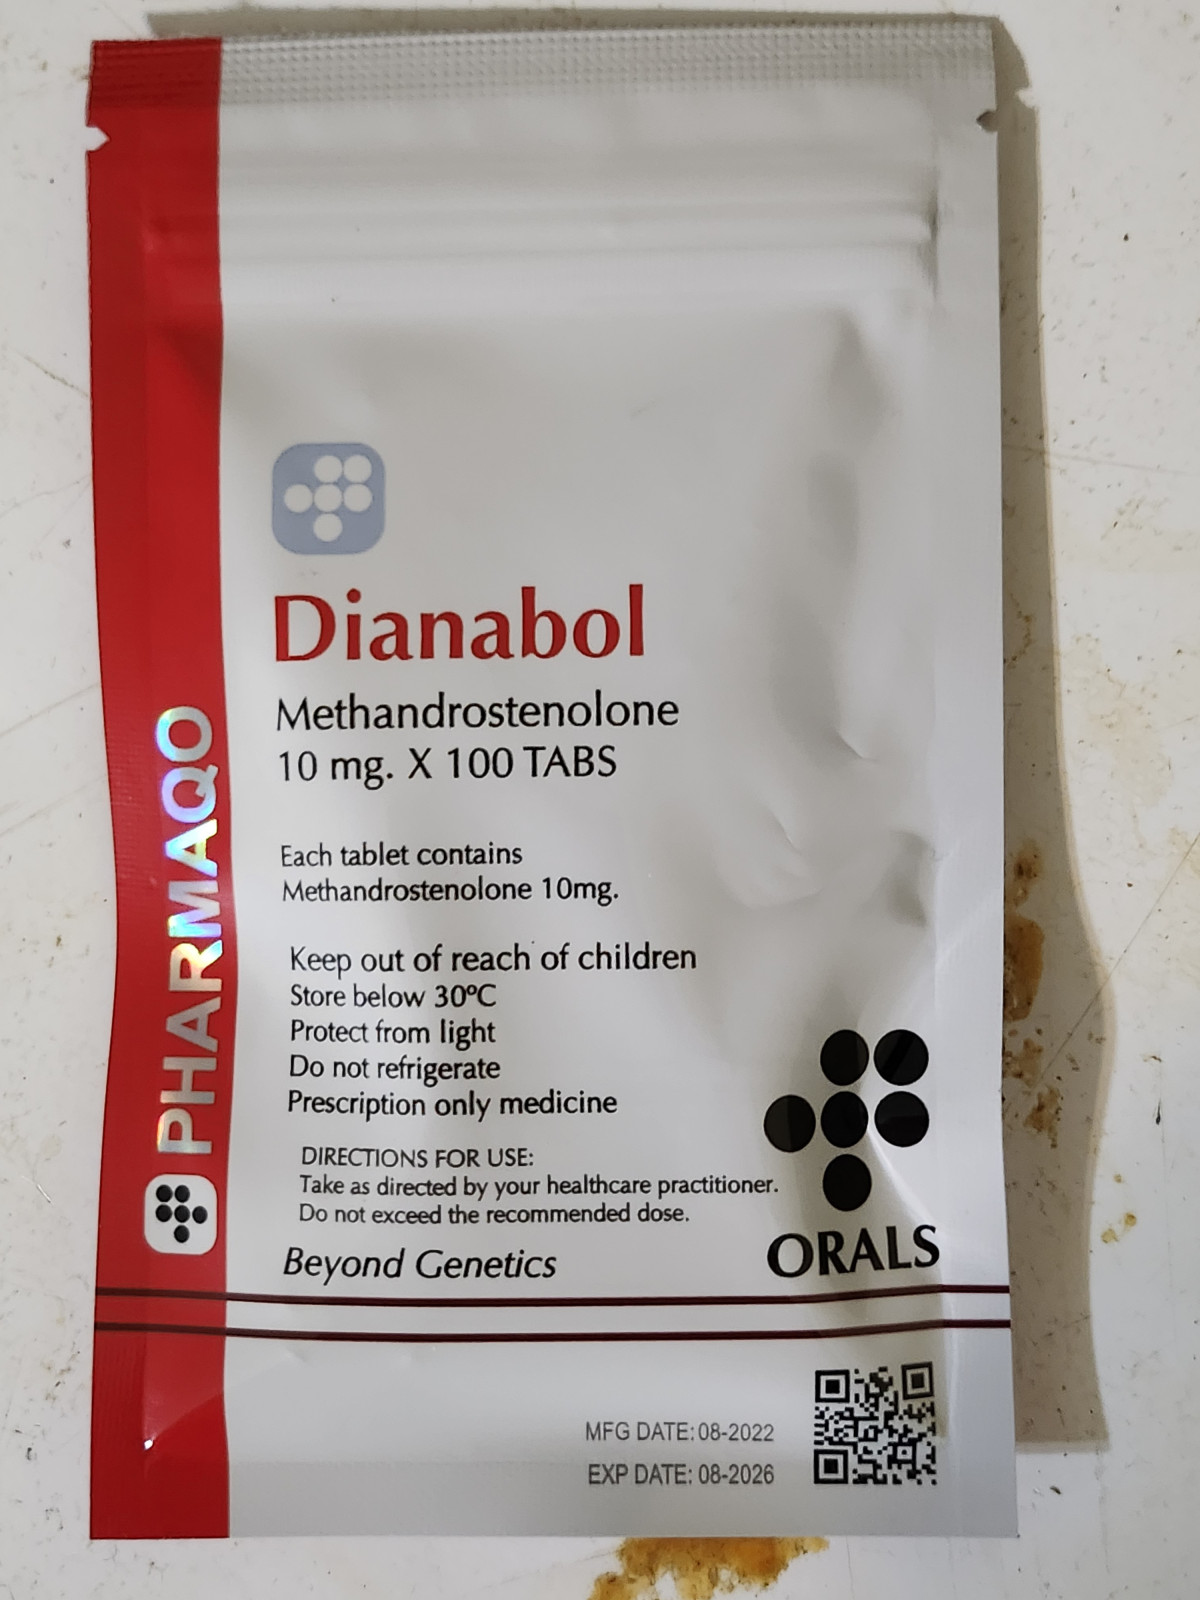 Dianabol
Methandrostenolone
10 mg. X 100 TABS
Each tablet contains
Methandrostenolone 10mg.
Keep out of reach of children
Store below 30ºC
Protect from light
Do not refrigerate
Prescription only medicine
DIRECTIONS FOR USE:
Take as directed by your healthcare practitioner.
Do not exceed the recommended dose.
Beyond Genetics
ORALS
PHARMAQO
MFG DATE: 08-2022
EXP DATE: 08-2026